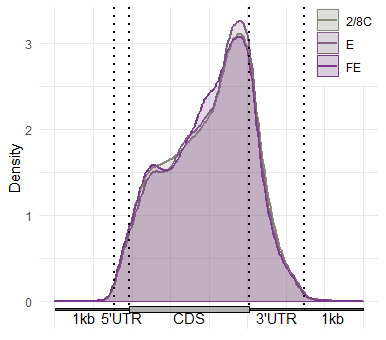 2/8C
E
FE
3
2
1
0
Density
1kb 5'UTR CDS 3'UTR 1kb